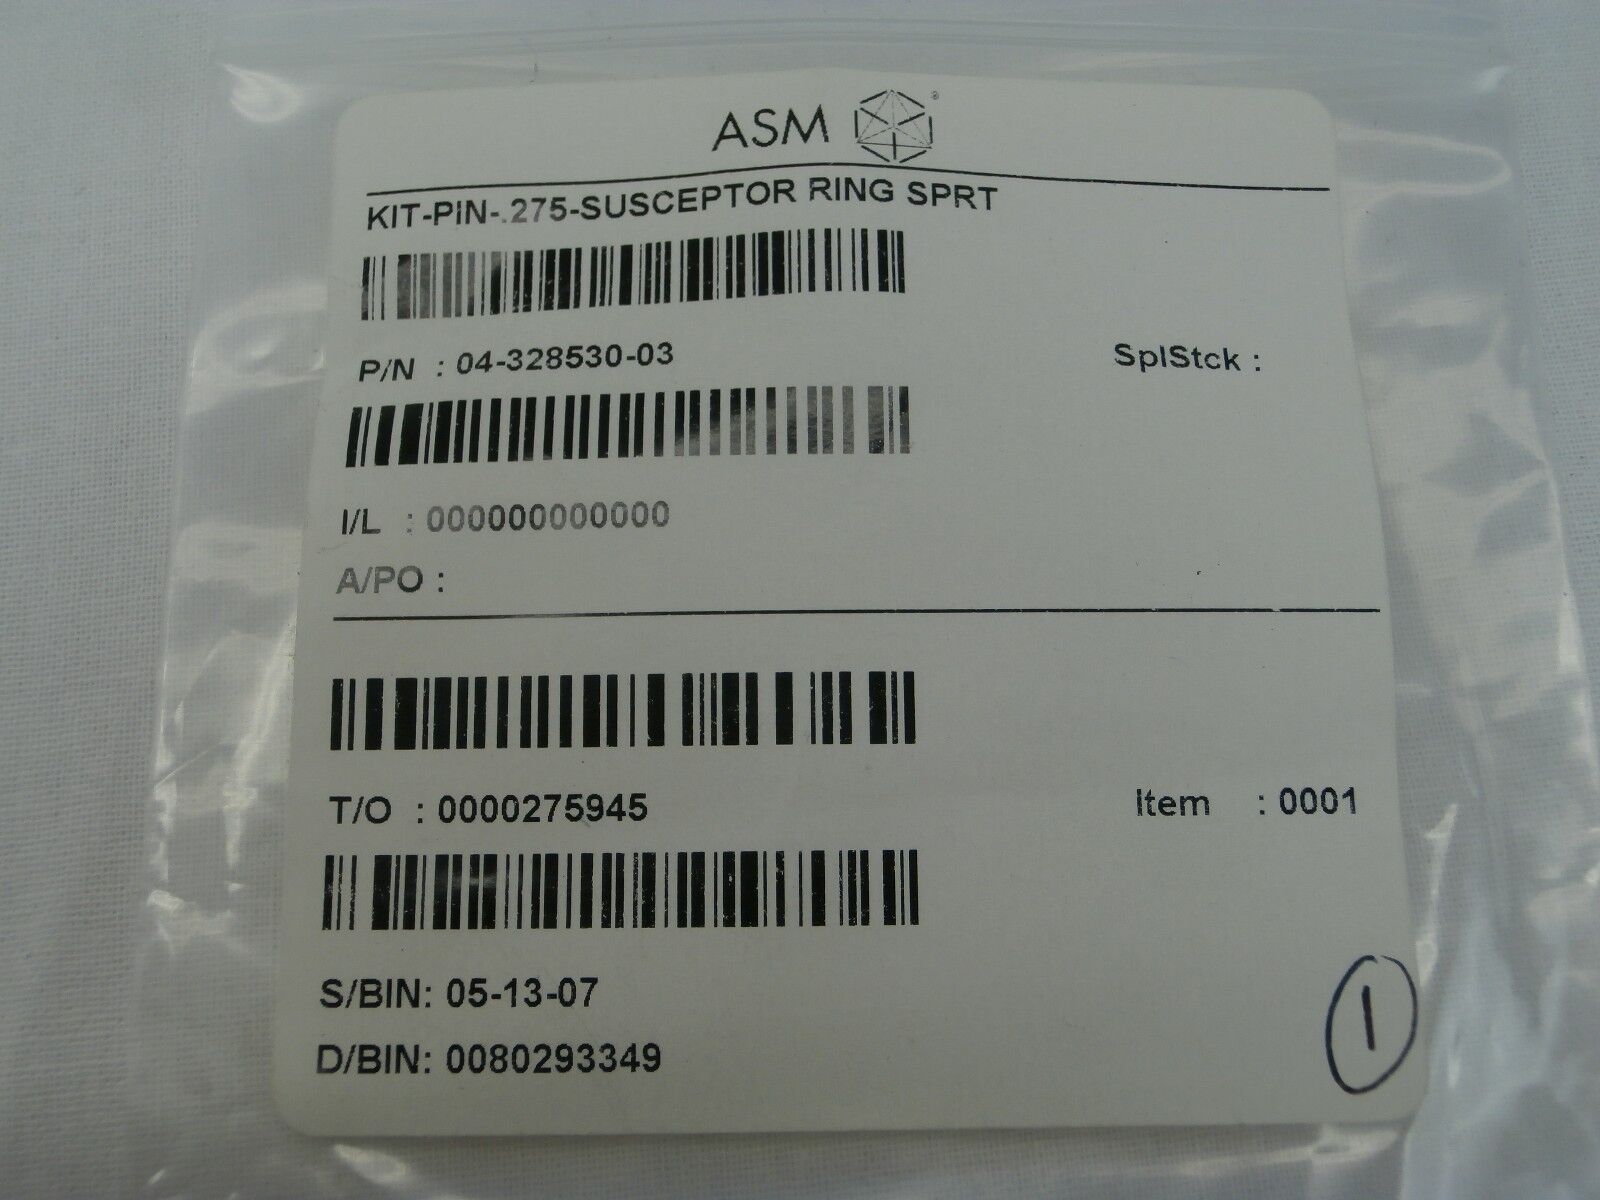 ASM ®
KIT-PIN-.275-SUSCEPTOR RING SPRT
P/N : 04-328530-03 SplStck :
I/L : 000000000000
A/PO :
T/O : 0000275945 Item : 0001
S/BIN: 05-13-07
D/BIN: 0080293349
1